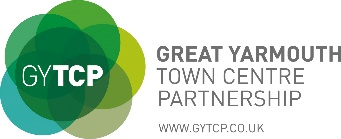 GYTCP
GREAT YARMOUTH
TOWN CENTRE
PARTNERSHIP
WWW.GYTCP.CO.UK